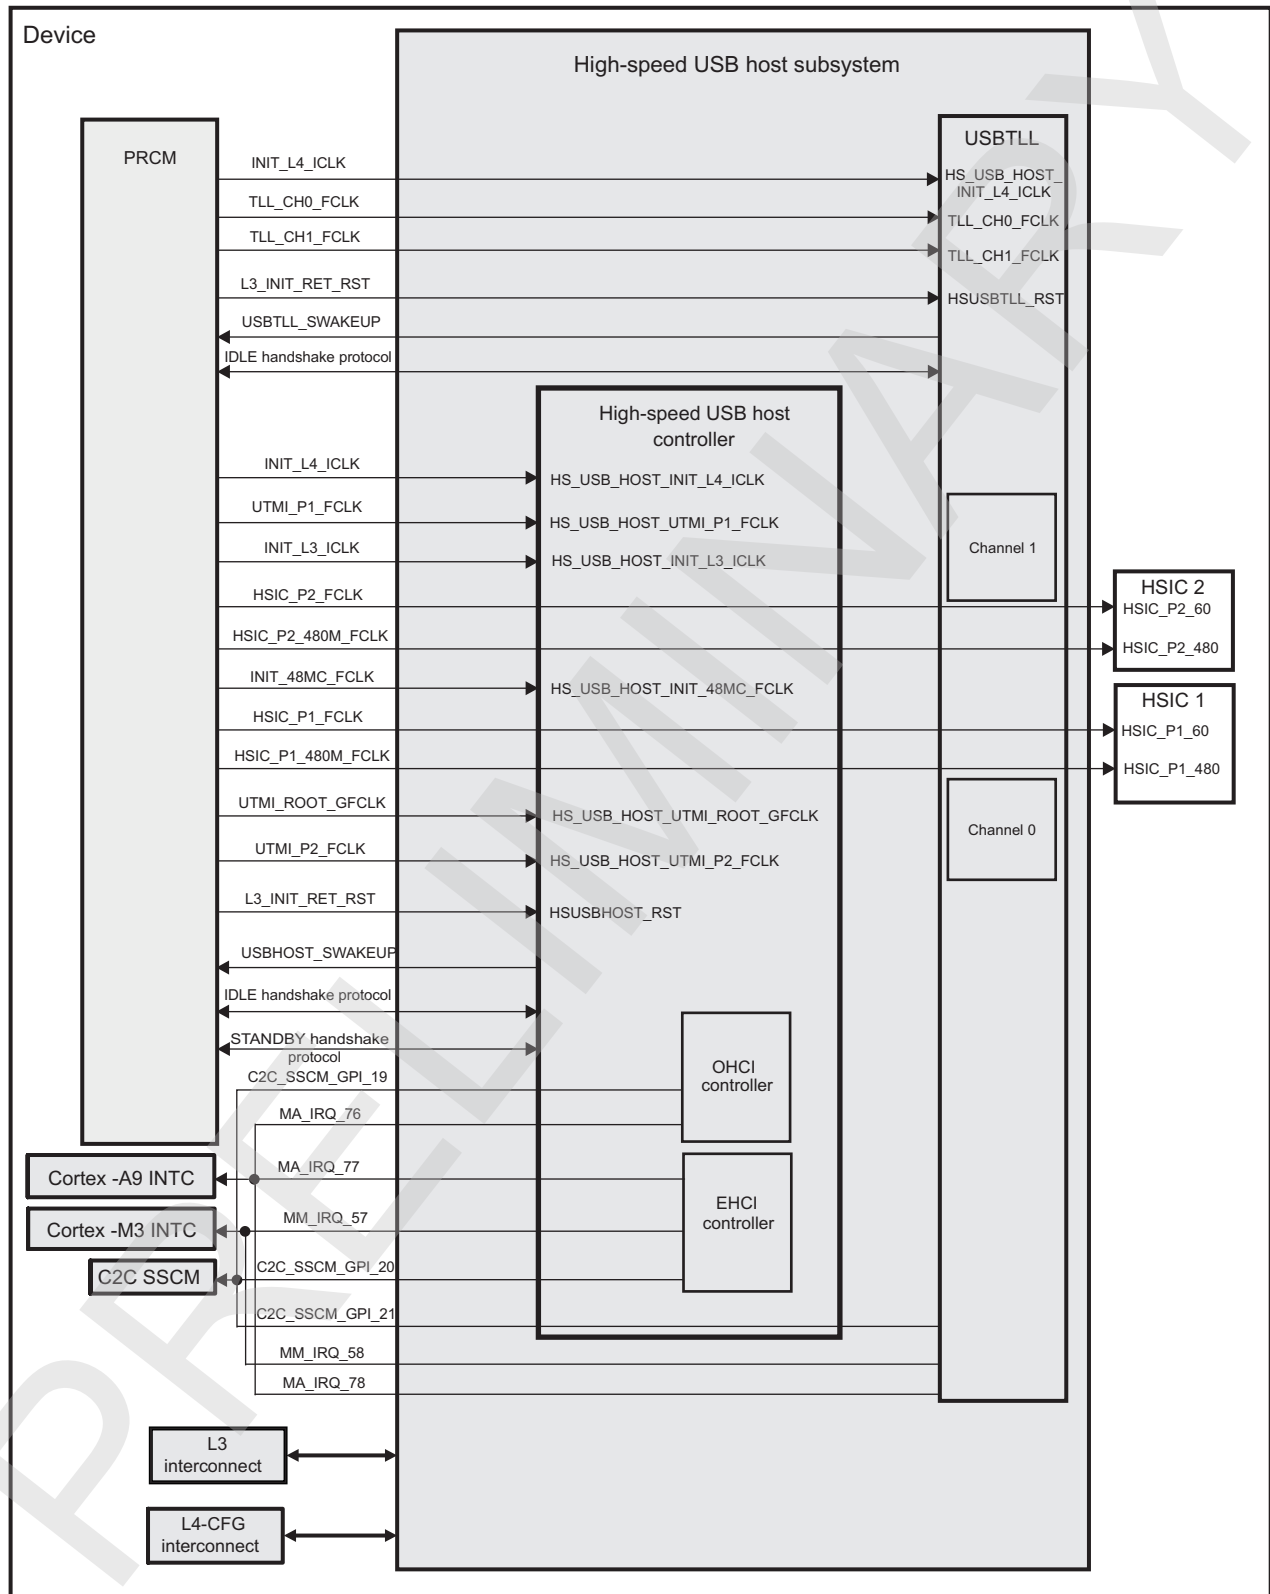 Device
High-speed USB host subsystem
PRCM
USBTLL
INIT_L4_ICLK
HS_USB_HOST_
INIT_L4_ICLK
TLL_CH0_FCLK
TLL_CH0_FCLK
TLL_CH1_FCLK
TLL_CH1_FCLK
L3_INIT_RET_RST
HSUSBTLL_RST
USBTLL_SWAKEUP
IDLE handshake protocol
High-speed USB host
controller
INIT_L4_ICLK
HS_USB_HOST_INIT_L4_ICLK
UTMI_P1_FCLK
HS_USB_HOST_UTMI_P1_FCLK
INIT_L3_ICLK
HS_USB_HOST_INIT_L3_ICLK
Channel 1
HSIC_P2_FCLK
HSIC 2
HSIC_P2_60
HSIC_P2_480M_FCLK
HSIC_P2_480
INIT_48MC_FCLK
HS_USB_HOST_INIT_48MC_FCLK
HSIC 1
HSIC_P1_FCLK
HSIC_P1_60
HSIC_P1_480M_FCLK
HSIC_P1_480
UTMI_ROOT_GFCLK
HS_USB_HOST_UTMI_ROOT_GFCLK
Channel 0
UTMI_P2_FCLK
HS_USB_HOST_UTMI_P2_FCLK
L3_INIT_RET_RST
HSUSBHOST_RST
USBHOST_SWAKEUP
IDLE handshake protocol
STANDBY handshake
protocol
OHCI
controller
C2C_SSCM_GPI_19
MA_IRQ_76
Cortex -A9 INTC
MA_IRQ_77
EHCI
controller
Cortex -M3 INTC
MM_IRQ_57
C2C SSCM
C2C_SSCM_GPI_20
C2C_SSCM_GPI_21
MM_IRQ_58
MA_IRQ_78
L3
interconnect
L4-CFG
interconnect
PRELIMINARY